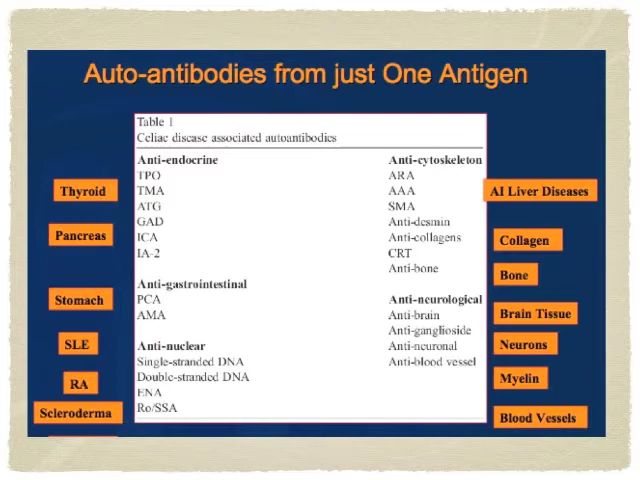 Auto-antibodies from just One Antigen
Table 1
Celiac disease associated autoantibodies
Anti-endocrine
TPO
TMA
ATG
GAD
ICA
IA-2
Anti-gastrointestinal
PCA
AMA
Anti-nuclear
Single-stranded DNA
Double-stranded DNA
ENA
Ro/SSA
Anti-cytoskeleton
ARA
AAA
SMA
Anti-desmin
Anti-collagens
CRT
Anti-bone
Anti-neurological
Anti-brain
Anti-ganglioside
Anti-neuronal
Anti-blood vessel
Thyroid
Pancreas
Stomach
SLE
RA
Scleroderma
AI Liver Diseases
Collagen
Bone
Brain Tissue
Neurons
Myelin
Blood Vessels